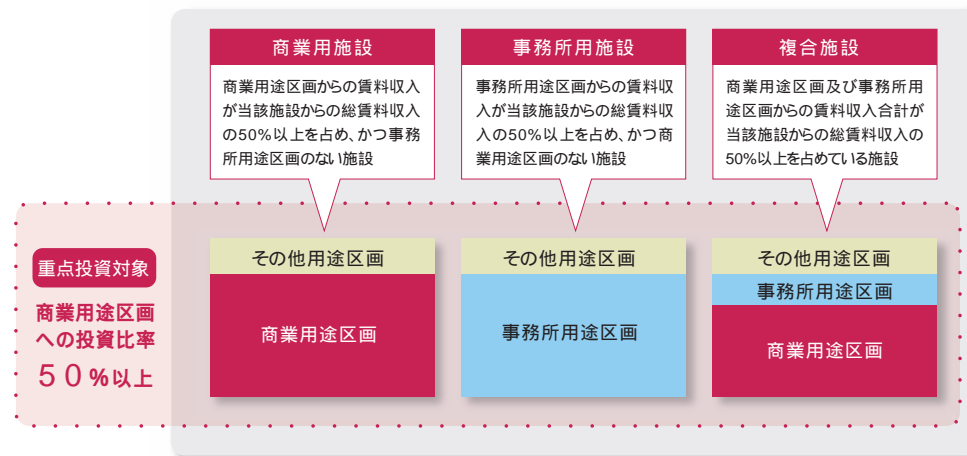 商業用施設
商業用途区画からの賃料収入
が当該施設からの総賃料収入
の50%以上を占め、かつ事務
所用途区画のない施設
事務所用施設
事務所用途区画からの賃料収
入が当該施設からの総賃料収
入の50%以上を占め、かつ商
業用途区画のない施設
複合施設
商業用途区画及び事務所用
途区画からの賃料収入合計が
当該施設からの総賃料収入の
50%以上を占めている施設
重点投資対象
商業用途区画
への投資比率
50%以上
その他用途区画
商業用途区画
その他用途区画
事務所用途区画
その他用途区画
事務所用途区画
商業用途区画